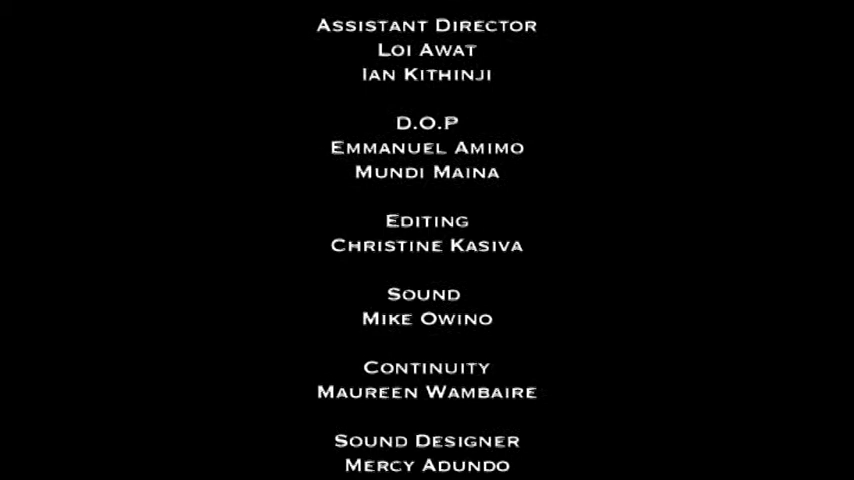 Assistant Director
Loi Awat
Ian Kithinji
D.O.P
Emmanuel Amimo
Mundi Maina
Editing
Christine Kasiva
Sound
Mike Owino
Continuity
Maureen Wambaire
Sound Designer
Mercy Adundo